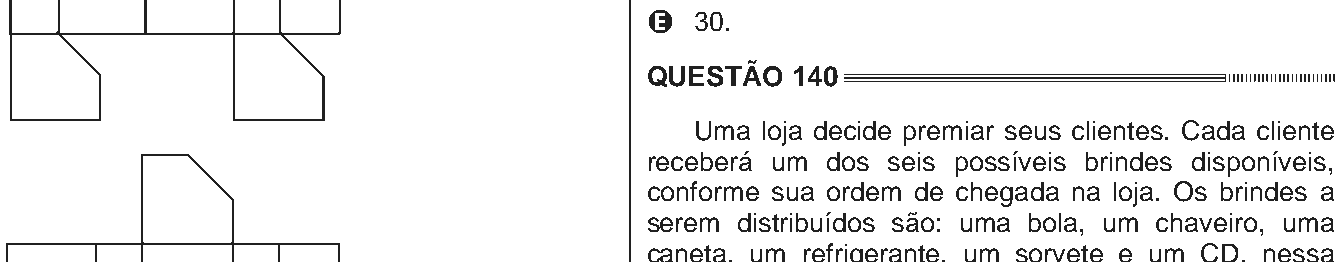 E 30.
QUESTÃO 140
Uma loja decide premiar seus clientes. Cada cliente
receberá um dos seis possíveis brindes disponíveis,
conforme sua ordem de chegada na loja. Os brindes a
serem distribuídos são: uma bola, um chaveiro, uma
caneta, um refrigerante, um sorvete e um CD, nessa